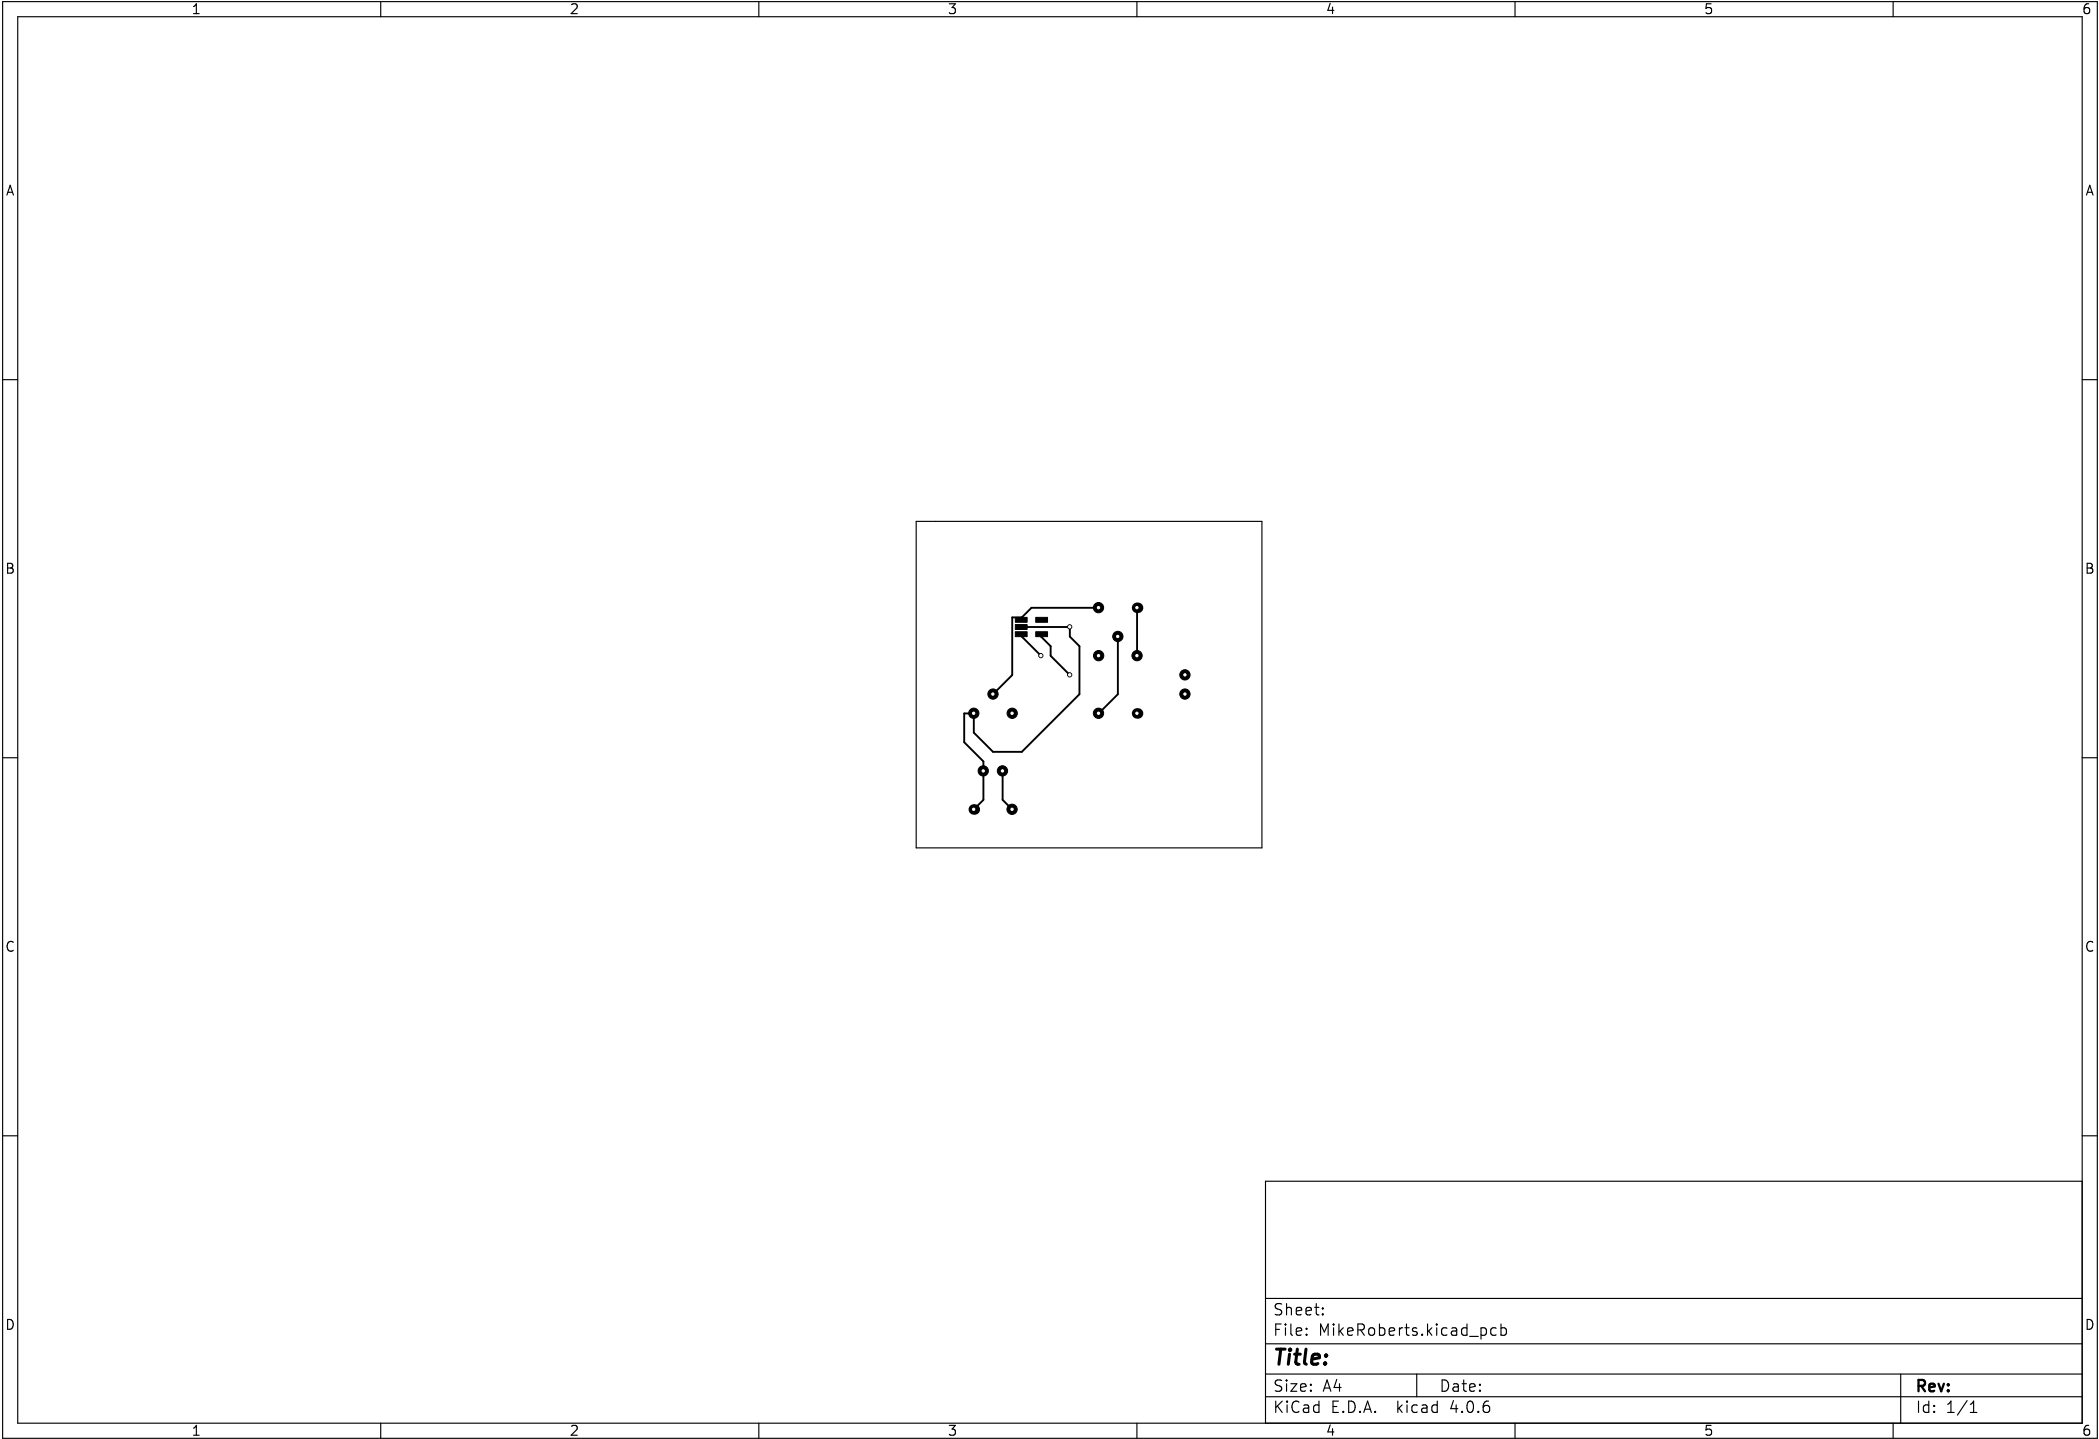 1 2 3 4 5 6
A A
B B
C C
Sheet:
File: MikeRoberts.kicad_pcb
D D
Title:
Size: A4 Date: Rev:
KiCad E.D.A. kicad 4.0.6 Id: 1/1
1 2 3 4 5 6